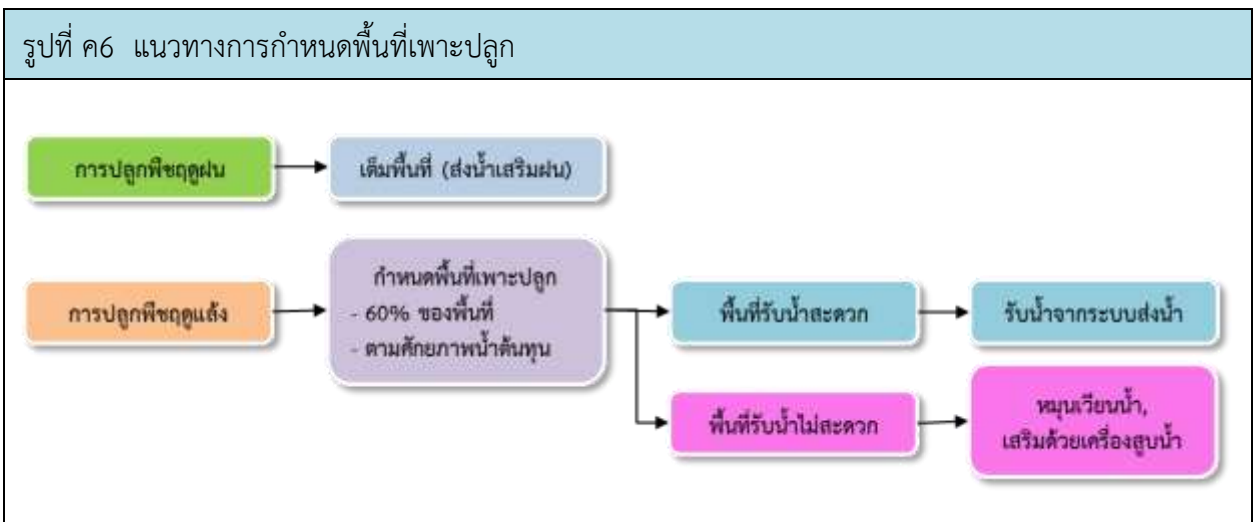 รูปที่ ค6 แนวทางการกำหนดพื้นที่เพาะปลูก
การปลูกพืชฤดูฝน
เต็มพื้นที่ (ส่งน้ำเสริมฝน)
การปลูกพืชฤดูแล้ง
กำหนดพื้นที่เพาะปลูก
- 60% ของพื้นที่
- ตามศักยภาพน้ำต้นทุน
พื้นที่รับน้ำสะดวก
รับน้ำจากระบบส่งน้ำ
พื้นที่รับน้ำไม่สะดวก
หมุนเวียนน้ำ,
เสริมด้วยเครื่องสูบน้ำ